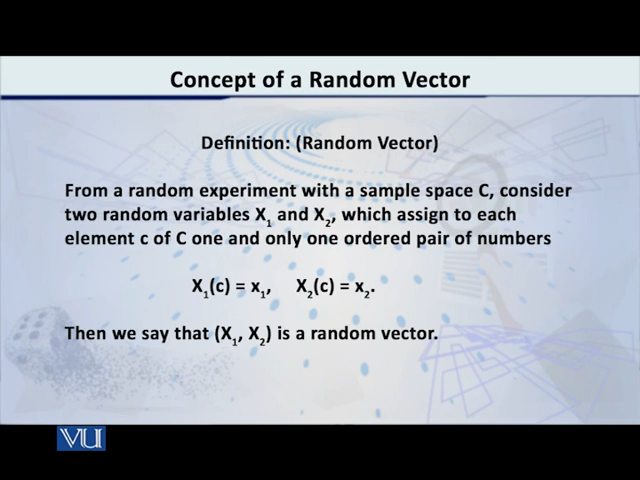 Concept of a Random Vector
Definition: (Random Vector)
From a random experiment with a sample space C, consider
two random variables X₁ and X₂, which assign to each
element c of C one and only one ordered pair of numbers
X₁(c) = x₁, X₂(c) = x₂.
Then we say that (X₁, X₂) is a random vector.
VU